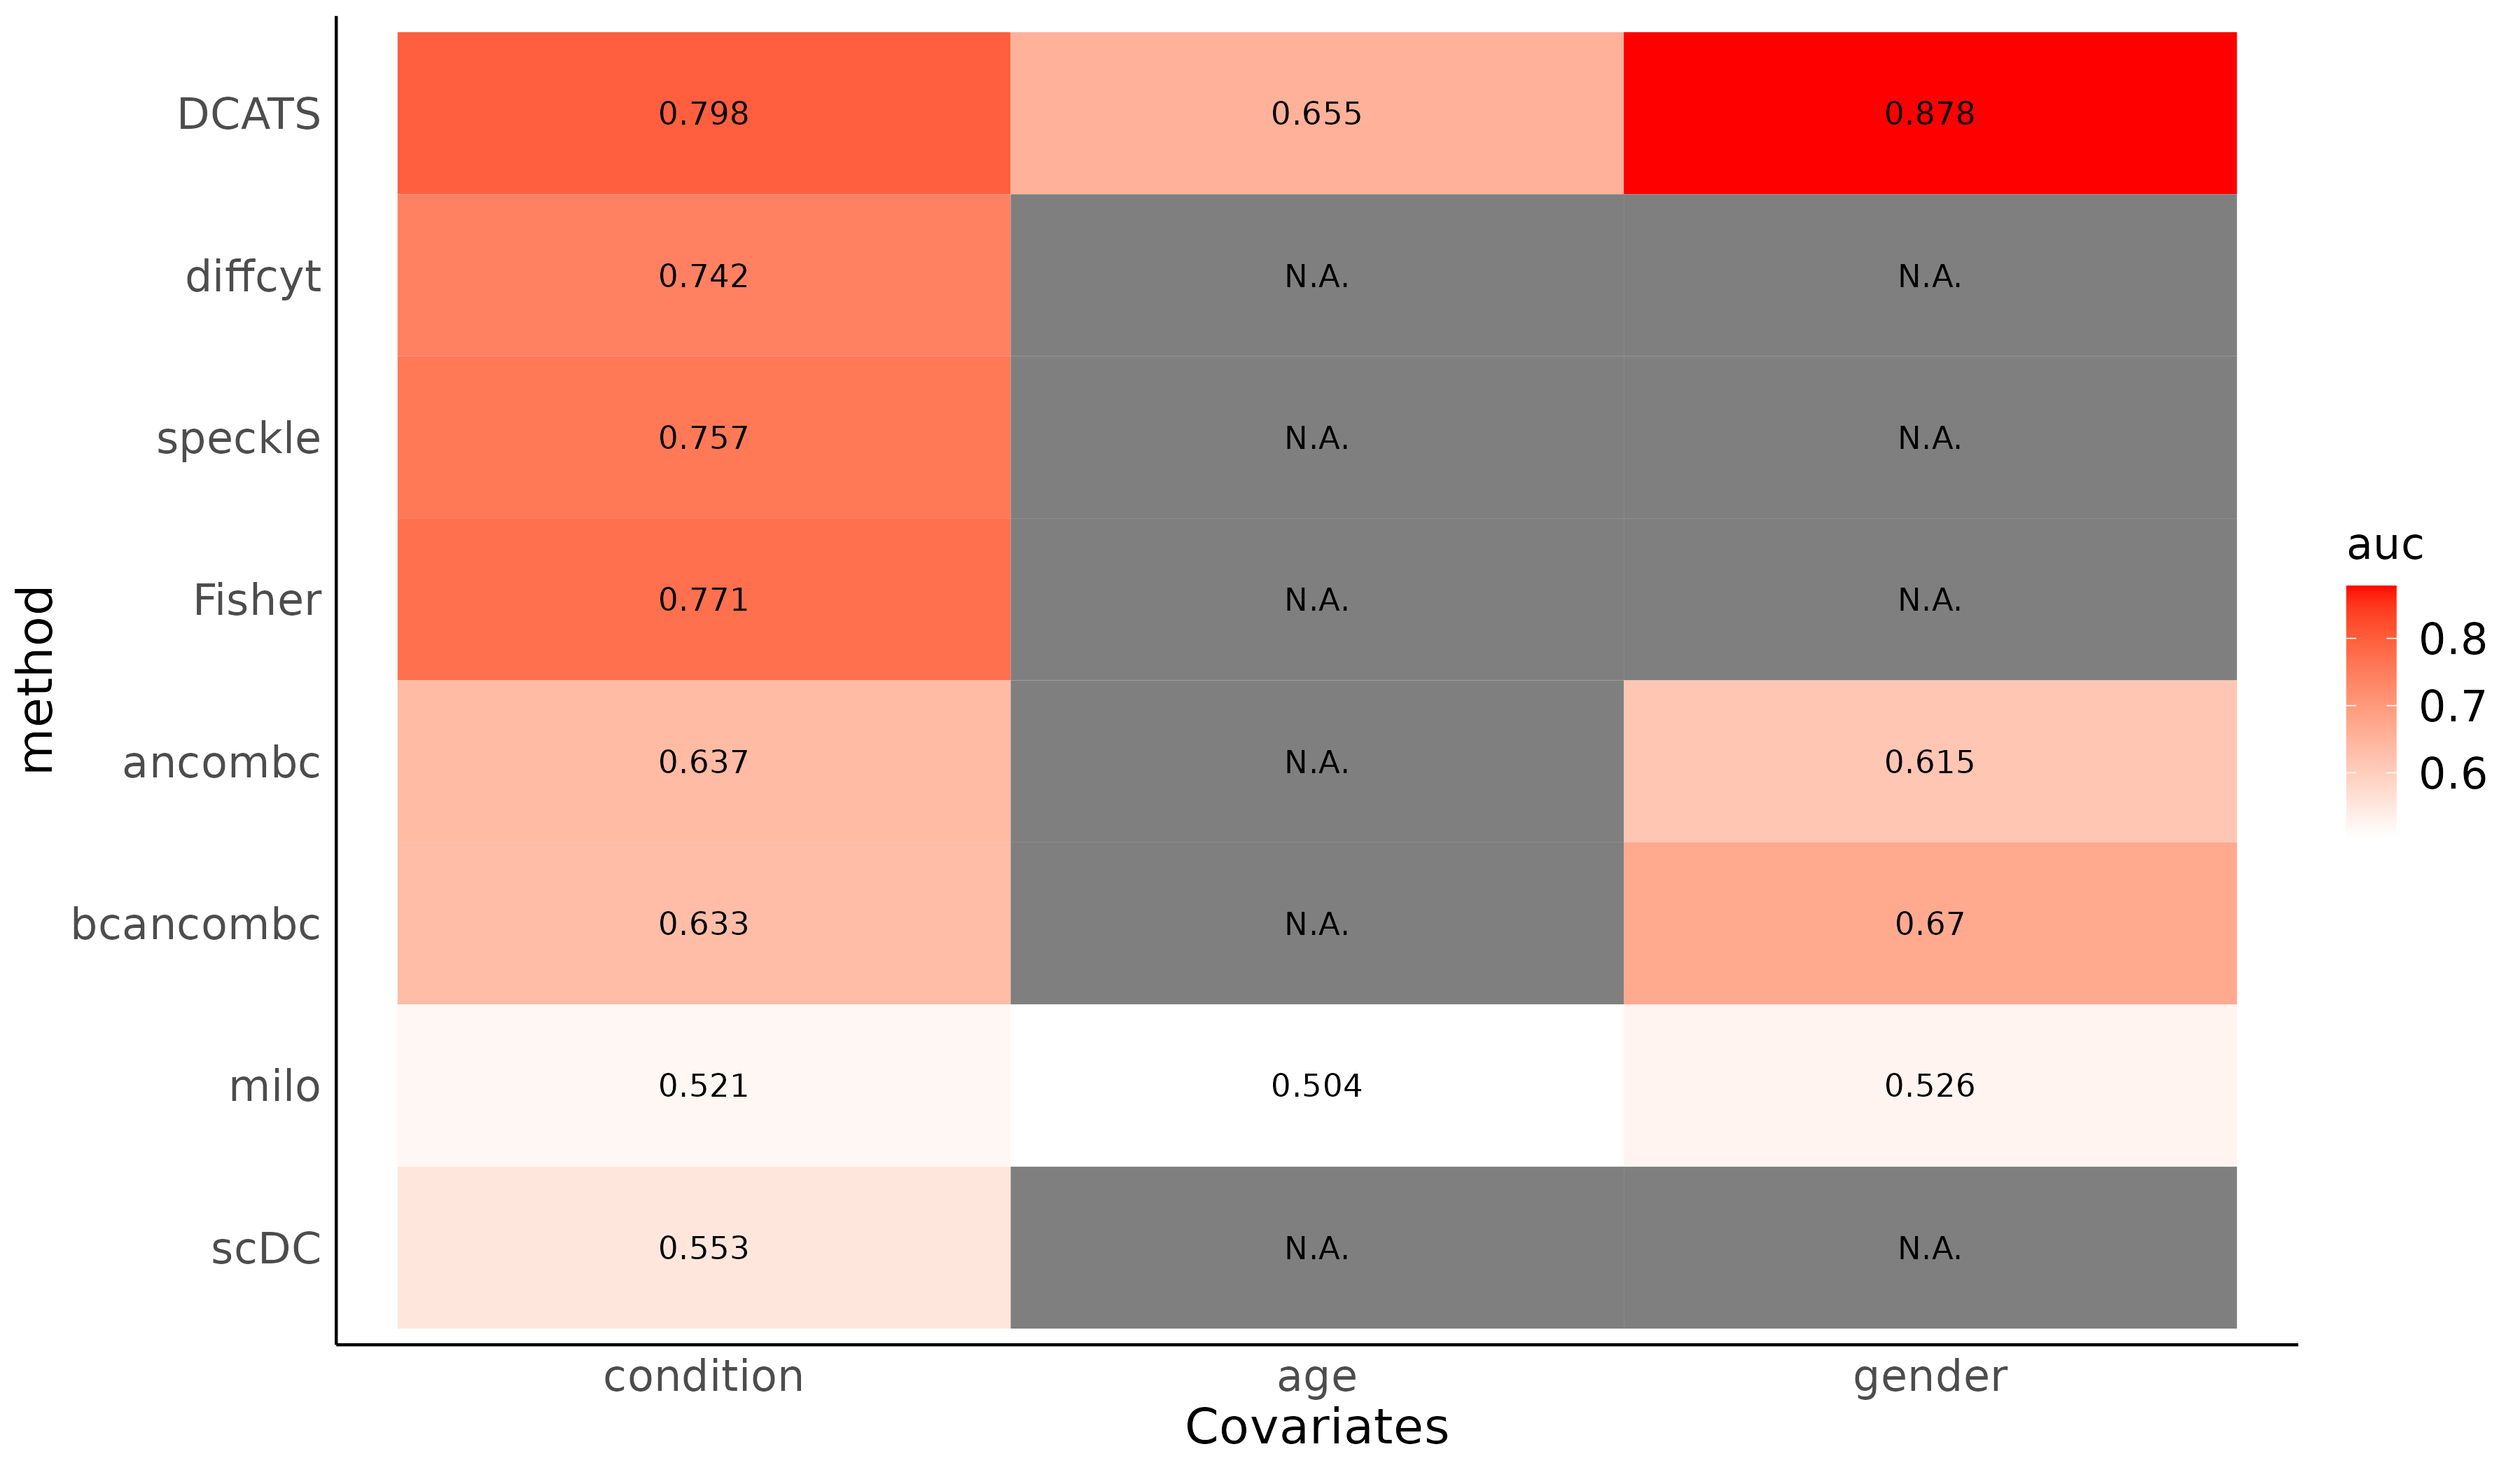 method
DCATS 0.798 0.655 0.878
diffcyt 0.742 N.A. N.A.
speckle 0.757 N.A. N.A.
Fisher 0.771 N.A. N.A.
ancombc 0.637 N.A. 0.615
bcancombc 0.633 N.A. 0.67
milo 0.521 0.504 0.526
scDC 0.553 N.A. N.A.
condition age gender
Covariates
auc
0.8
0.7
0.6